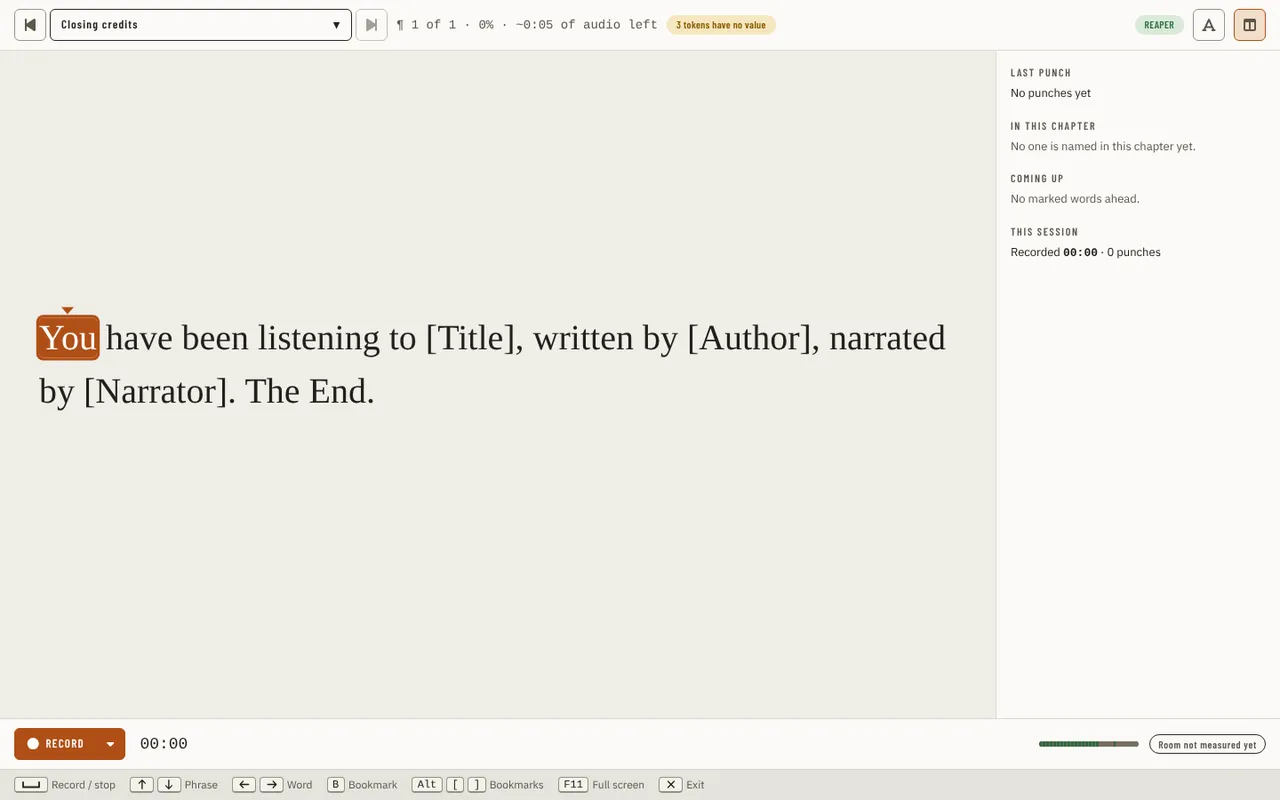 Closing credits ▼ ¶ 1 of 1 · 0% · ~0:05 of audio left 3 tokens have no value REAPER A
LAST PUNCH
No punches yet
IN THIS CHAPTER
No one is named in this chapter yet.
COMING UP
No marked words ahead.
THIS SESSION
Recorded 00:00 · 0 punches
You have been listening to [Title], written by [Author], narrated
by [Narrator]. The End.
RECORD 00:00 Room not measured yet
Record / stop ↑ ↓ Phrase ← → Word B Bookmark Alt [ ] Bookmarks F11 Full screen ✕ Exit